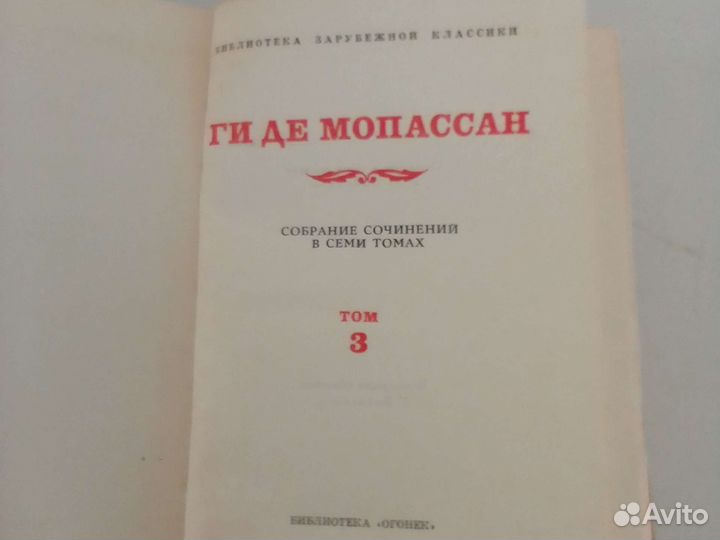 БИБЛИОТЕКА ЗАРУБЕЖНОЙ КЛАССИКИ
ГИ ДЕ МОПАССАН
СОБРАНИЕ СОЧИНЕНИЙ
В СЕМИ ТОМАХ
ТОМ
3
БИБЛИОТЕКА «ОГОНЕК»
Avito